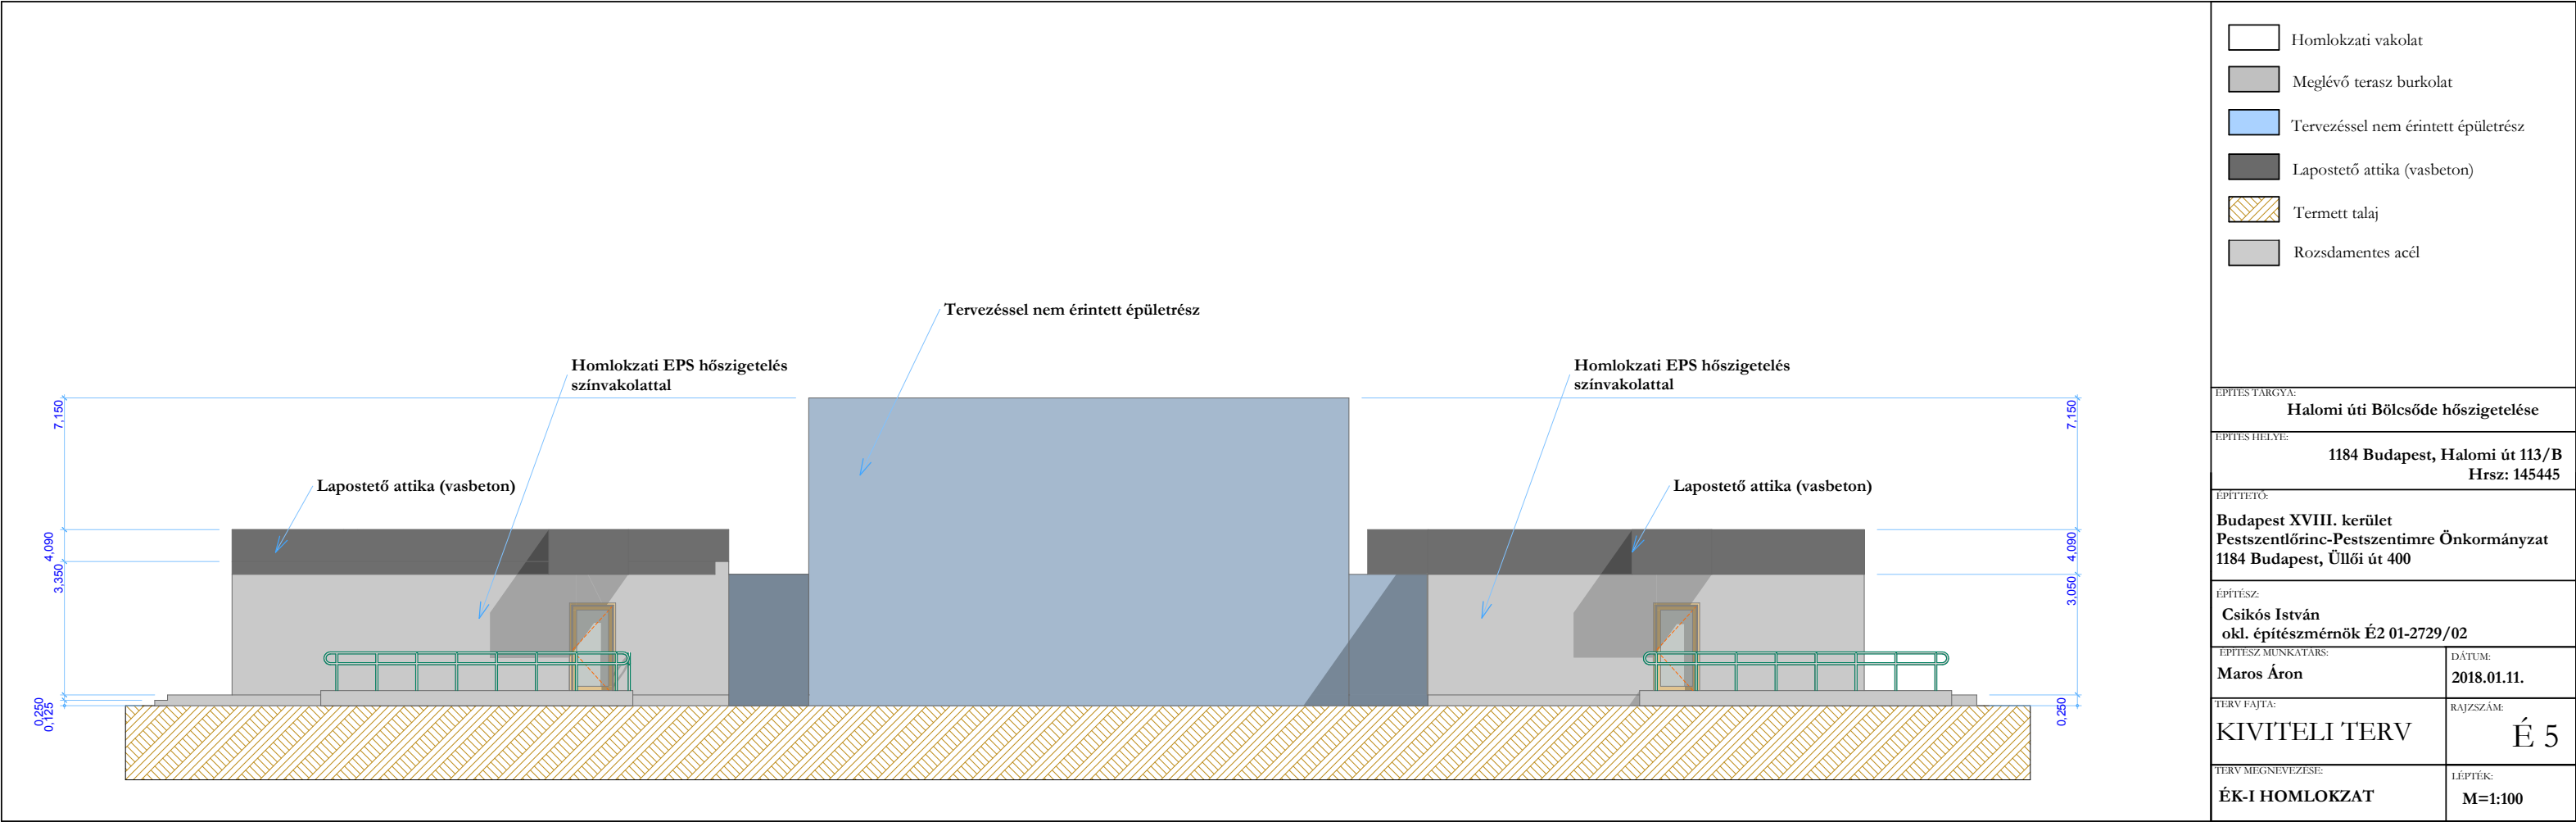 Homlokzati vakolat
Meglévő terasz burkolat
Tervezéssel nem érintett épületrész
Lapostető attika (vasbeton)
Termett talaj
Rozsdamentes acél
Tervezéssel nem érintett épületrész
Homlokzati EPS hőszigetelés
színvakolattal
Homlokzati EPS hőszigetelés
színvakolattal
Lapostető attika (vasbeton)
Lapostető attika (vasbeton)
7,150
4,090
3,350
0,250
0,125
7,150
4,090
3,050
0,250
ÉPÍTÉS TÁRGYA:
Halomi úti Bölcsőde hőszigetelése
ÉPÍTÉS HELYE:
1184 Budapest, Halomi út 113/B
Hrsz: 145445
ÉPÍTTETŐ:
Budapest XVIII. kerület
Pestszentlőrinc-Pestszentimre Önkormányzat
1184 Budapest, Üllői út 400
ÉPÍTÉSZ:
Csikós István
okl. építészmérnök É2 01-2729/02
ÉPÍTÉSZ MUNKATÁRS:
Maros Áron
DÁTUM:
2018.01.11.
TERV FAJTA:
KIVITELI TERV
RAJZSZÁM:
É 5
TERV MEGNEVEZÉSE:
ÉK-I HOMLOKZAT
LÉPTÉK:
M=1:100